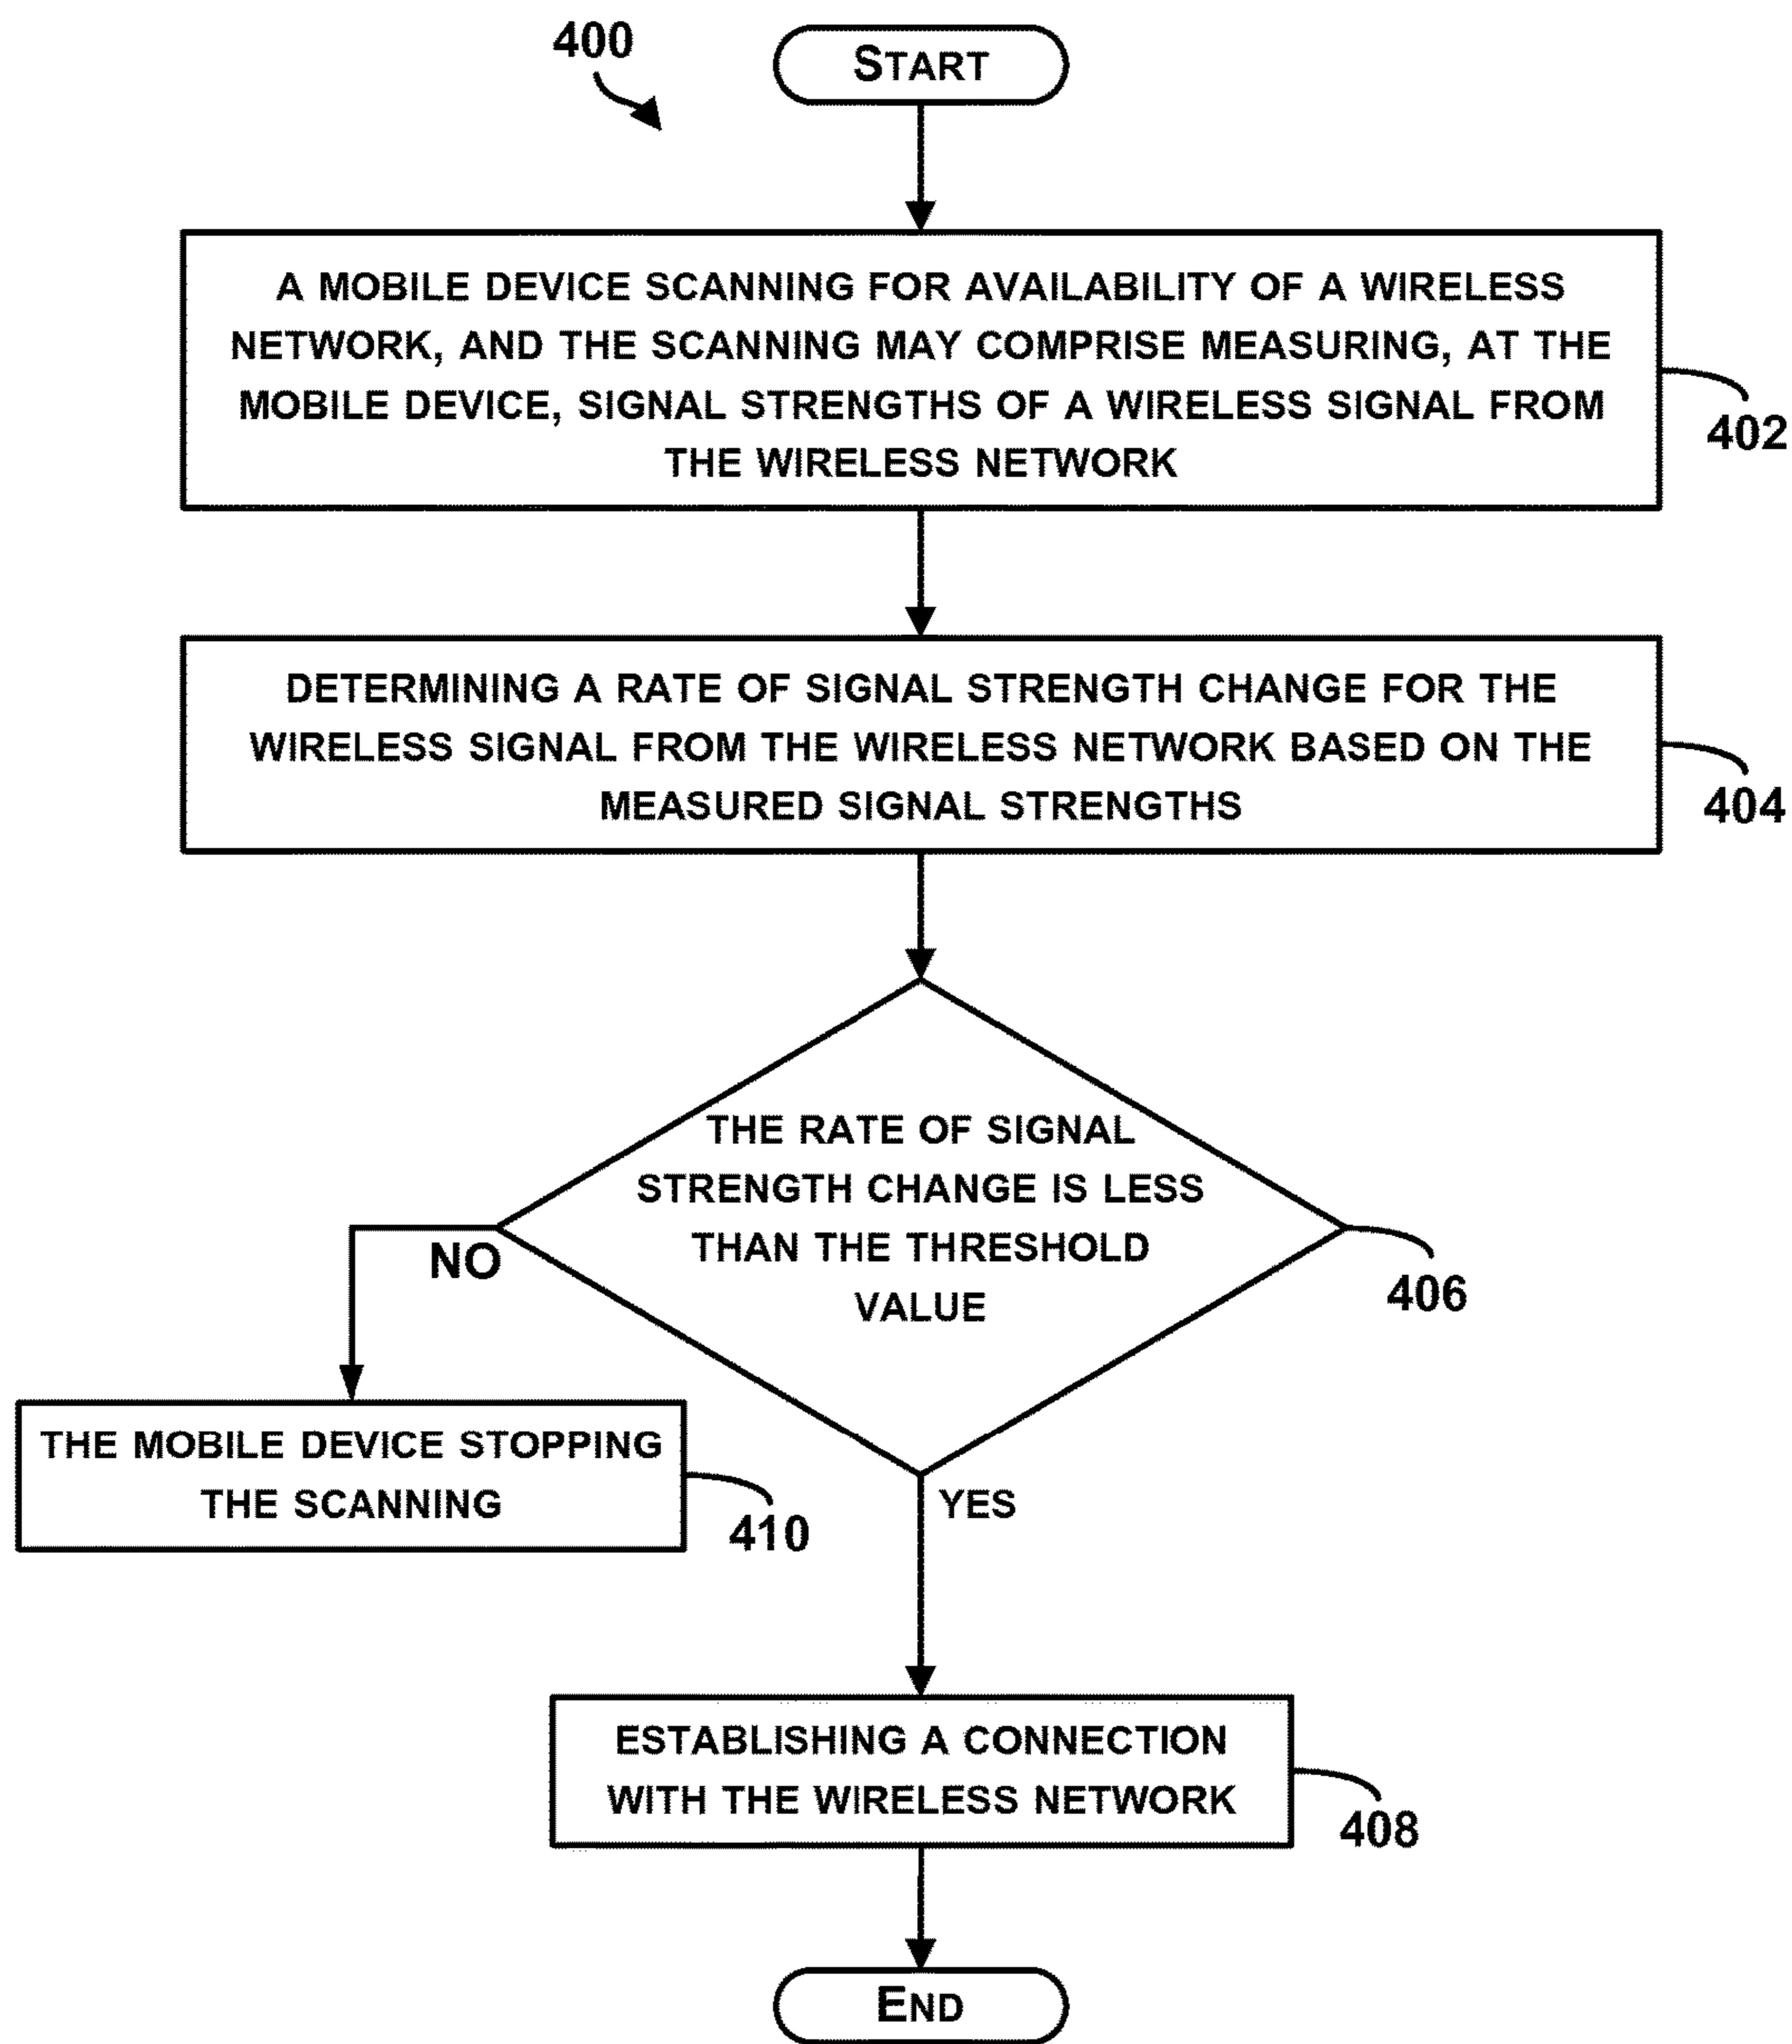 400
START
A MOBILE DEVICE SCANNING FOR AVAILABILITY OF A WIRELESS
NETWORK, AND THE SCANNING MAY COMPRISE MEASURING, AT THE
MOBILE DEVICE, SIGNAL STRENGTHS OF A WIRELESS SIGNAL FROM
THE WIRELESS NETWORK
402
DETERMINING A RATE OF SIGNAL STRENGTH CHANGE FOR THE
WIRELESS SIGNAL FROM THE WIRELESS NETWORK BASED ON THE
MEASURED SIGNAL STRENGTHS
404
THE RATE OF SIGNAL
STRENGTH CHANGE IS LESS
THAN THE THRESHOLD
VALUE
406
NO
THE MOBILE DEVICE STOPPING
THE SCANNING
410
YES
ESTABLISHING A CONNECTION
WITH THE WIRELESS NETWORK
408
END